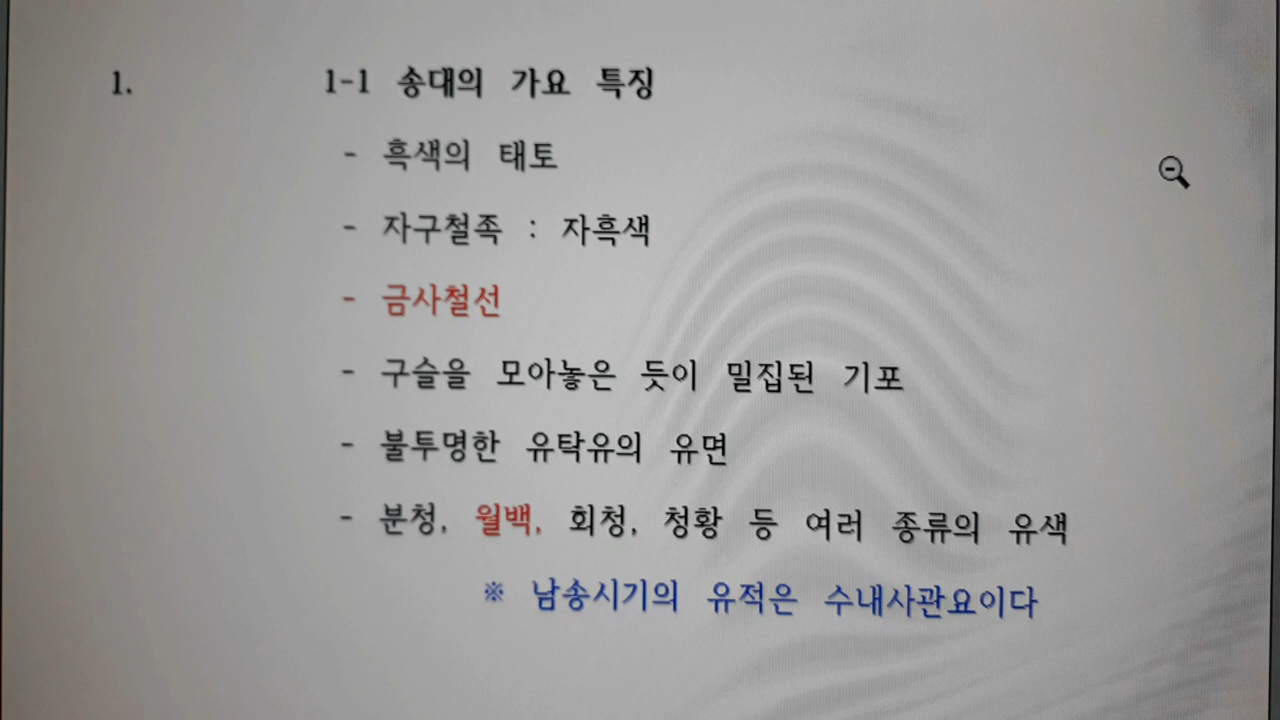 1. 1-1 송대의 가요 특징
- 흑색의 태토
- 자구철족 : 자흑색
- 금사철선
- 구슬을 모아놓은 듯이 밀집된 기포
- 불투명한 유탁유의 유면
- 분청, 월백, 회청, 청황 등 여러 종류의 유색
※ 남송시기의 유적은 수내사관요이다